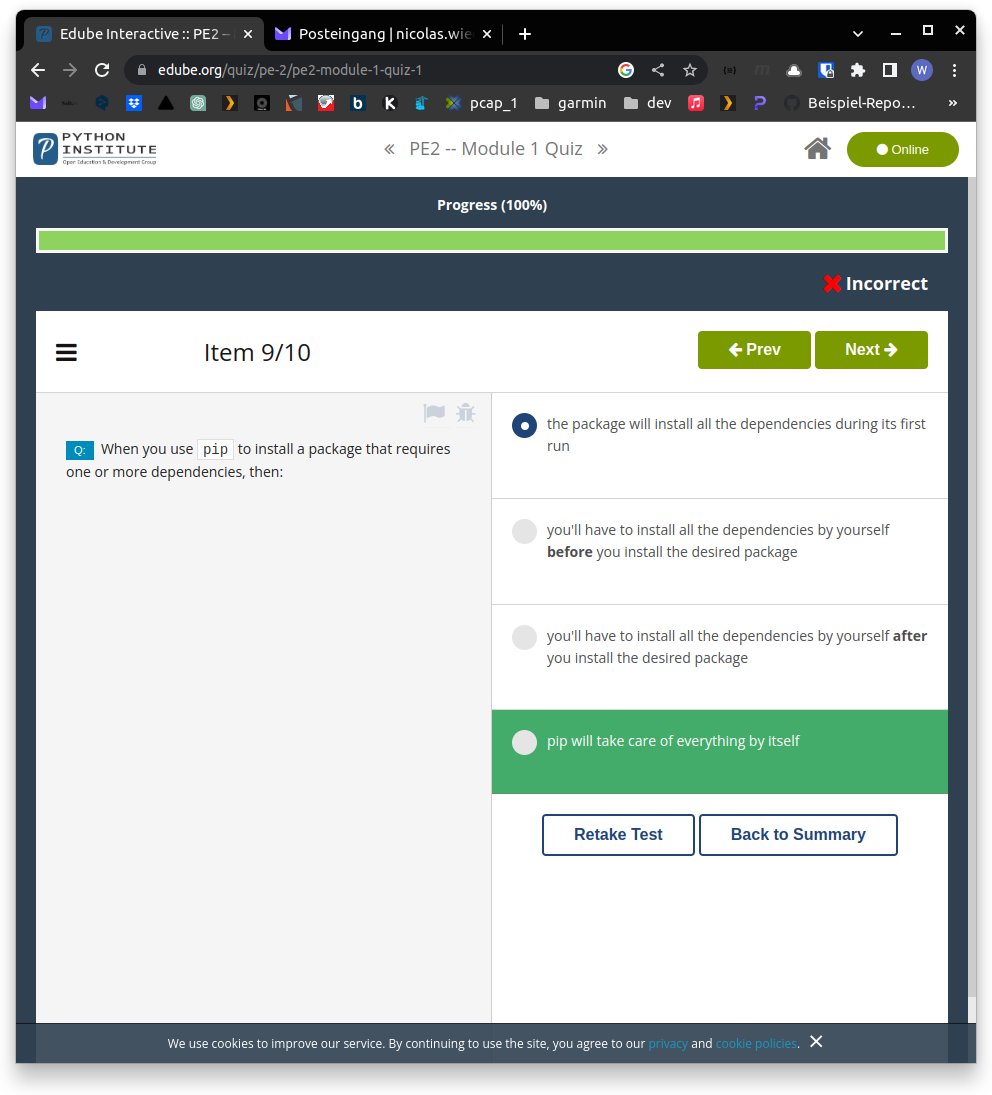 Edube Interactive :: PE2 –
Posteingang | nicolas.wie
edube.org/quiz/pe-2/pe2-module-1-quiz-1
W
pcap_1
garmin
dev
Beispiel-Repo...
»
PYTHON
INSTITUTE
Open Education & Development Group
« PE2 -- Module 1 Quiz »
Online
Progress (100%)
Incorrect
Item 9/10
Prev
Next
Q: When you use pip to install a package that requires
one or more dependencies, then:
the package will install all the dependencies during its first
run
you'll have to install all the dependencies by yourself
before you install the desired package
you'll have to install all the dependencies by yourself after
you install the desired package
pip will take care of everything by itself
Retake Test
Back to Summary
We use cookies to improve our service. By continuing to use the site, you agree to our privacy and cookie policies.